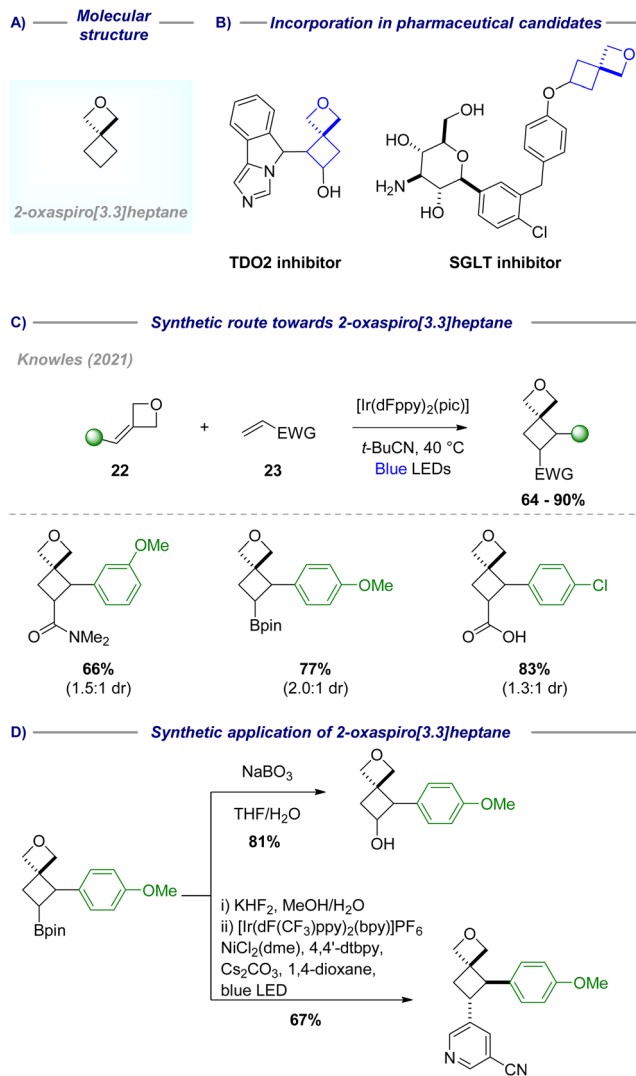 A) Molecular structure
B) Incorporation in pharmaceutical candidates
O
2-oxaspiro[3.3]heptane
O
N
N
OH
TDO2 inhibitor
O
O
OH
HO
O
H2N
HO
OH
Cl
SGLT inhibitor
C) Synthetic route towards 2-oxaspiro[3.3]heptane
Knowles (2021)
O
22
+
EWG
23
[Ir(dFppy)2(pic)]
t-BuCN, 40 °C
Blue LEDs
O
EWG
64 - 90%
O
OMe
O
NMe2
66%
(1.5:1 dr)
O
OMe
Bpin
77%
(2.0:1 dr)
O
Cl
O
OH
83%
(1.3:1 dr)
D) Synthetic application of 2-oxaspiro[3.3]heptane
O
OMe
Bpin
NaBO3
THF/H2O
81%
O
OMe
OH
i) KHF2, MeOH/H2O
ii) [Ir(dF(CF3)ppy)2(bpy)]PF6
NiCl2(dme), 4,4'-dtbpy,
Cs2CO3, 1,4-dioxane,
blue LED
67%
O
OMe
N
CN